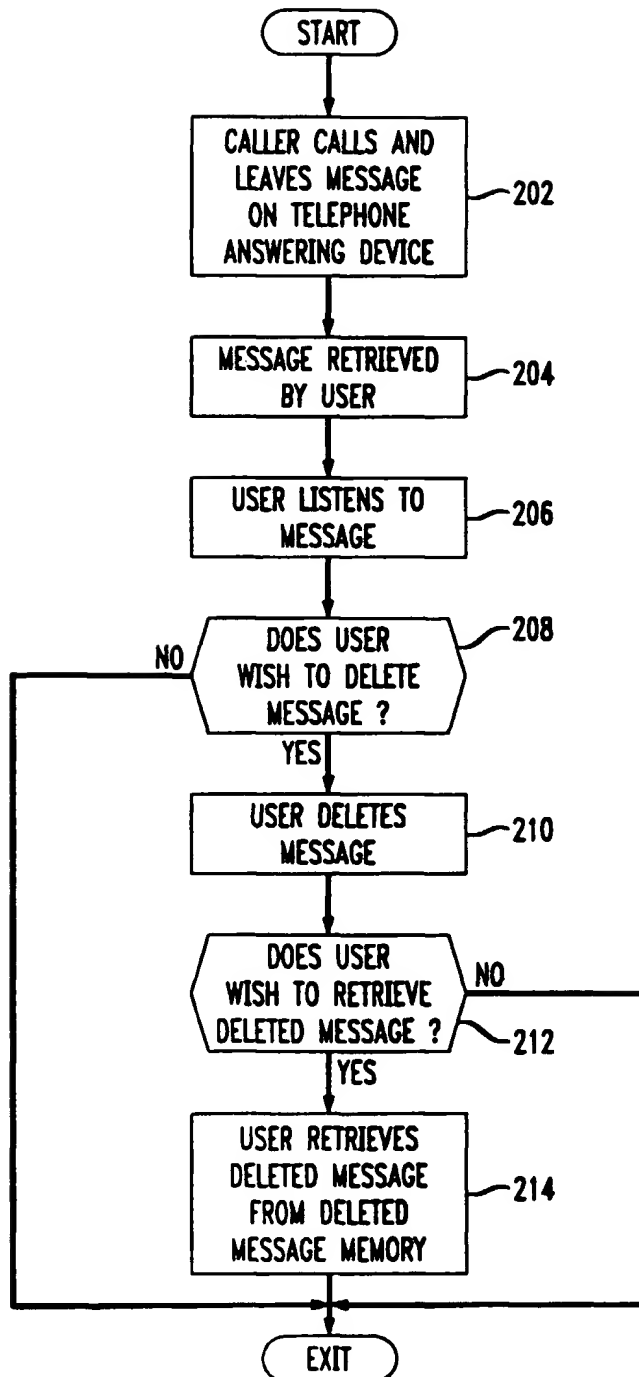 START
CALLER CALLS AND
LEAVES MESSAGE
ON TELEPHONE
ANSWERING DEVICE
202
MESSAGE RETRIEVED
BY USER
204
USER LISTENS TO
MESSAGE
206
DOES USER
WISH TO DELETE
MESSAGE ?
208
NO
YES
USER DELETES
MESSAGE
210
DOES USER
WISH TO RETRIEVE
DELETED MESSAGE ?
NO
212
YES
USER RETRIEVES
DELETED MESSAGE
FROM DELETED
MESSAGE MEMORY
214
EXIT